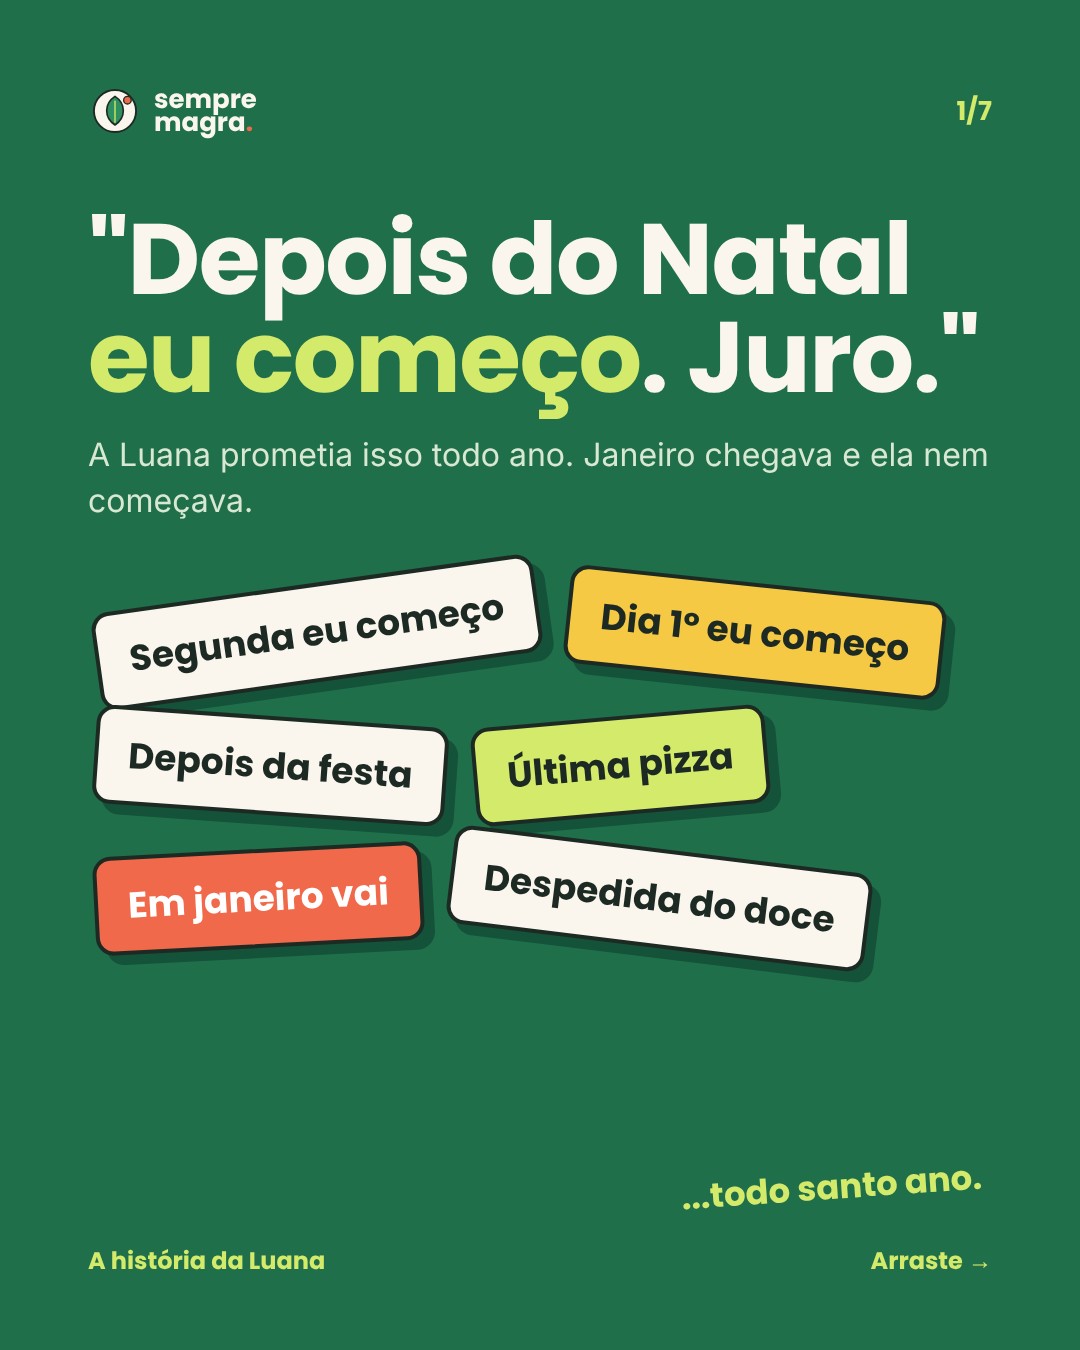 sempre
magra.
1/7
"Depois do Natal
eu começo. Juro."
A Luana prometia isso todo ano. Janeiro chegava e ela nem
começava.
Segunda eu começo
Dia 1º eu começo
Depois da festa
Última pizza
Em janeiro vai
Despedida do doce
...todo santo ano.
A história da Luana
Arraste →